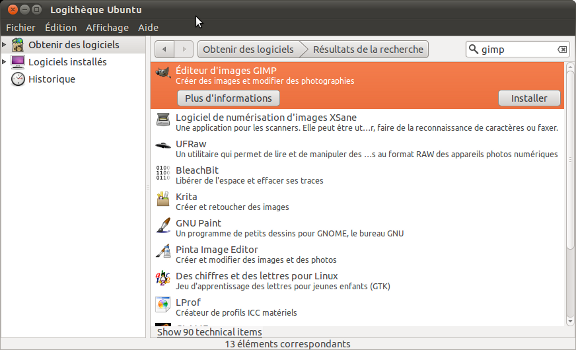 Logithèque Ubuntu
Fichier Édition Affichage Aide
Obtenir des logiciels
Logiciels installés
Historique
Obtenir des logiciels Résultats de la recherche
gimp
Éditeur d'images GIMP
Créer des images et modifier des photographies
Plus d'informations Installer
Logiciel de numérisation d'images XSane
Une application pour les scanners. Elle peut être ut...r, faire de la reconnaissance de caractères ou faxer.
UFRaw
Un utilitaire qui permet de lire et de manipuler des ...s au format RAW des appareils photos numériques
BleachBit
Libérer de l'espace et effacer ses traces
Krita
Créer et retoucher des images
GNU Paint
Un programme de petits dessins pour GNOME, le bureau GNU
Pinta Image Editor
Créer et modifier des images et des photos
Des chiffres et des lettres pour Linux
Jeu d'apprentissage des lettres pour jeunes enfants (GTK)
LProf
Créateur de profils ICC matériels
Show 90 technical items
13 éléments correspondants